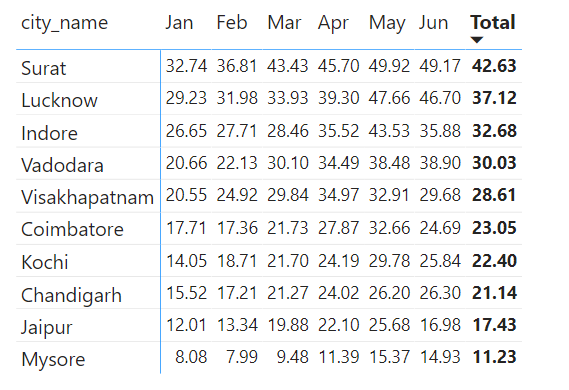 city_name Jan Feb Mar Apr May Jun Total
Surat 32.74 36.81 43.43 45.70 49.92 49.17 42.63
Lucknow 29.23 31.98 33.93 39.30 47.66 46.70 37.12
Indore 26.65 27.71 28.46 35.52 43.53 35.88 32.68
Vadodara 20.66 22.13 30.10 34.49 38.48 38.90 30.03
Visakhapatnam 20.55 24.92 29.84 34.97 32.91 29.68 28.61
Coimbatore 17.71 17.36 21.73 27.87 32.66 24.69 23.05
Kochi 14.05 18.71 21.70 24.19 29.78 25.84 22.40
Chandigarh 15.52 17.21 21.27 24.02 26.20 26.30 21.14
Jaipur 12.01 13.34 19.88 22.10 25.68 16.98 17.43
Mysore 8.08 7.99 9.48 11.39 15.37 14.93 11.23